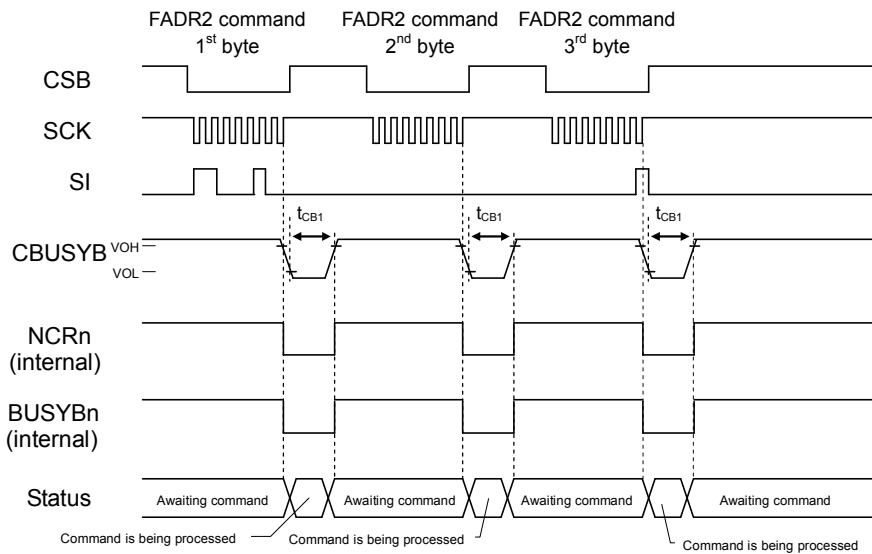 FADR2 command
1st byte
FADR2 command
2nd byte
FADR2 command
3rd byte
CSB
SCK
SI
tCB1
tCB1
tCB1
CBUSYB
VOH
VOL
NCRn
(internal)
BUSYBn
(internal)
Status
Awaiting command
Awaiting command
Awaiting command
Awaiting command
Command is being processed
Command is being processed
Command is being processed